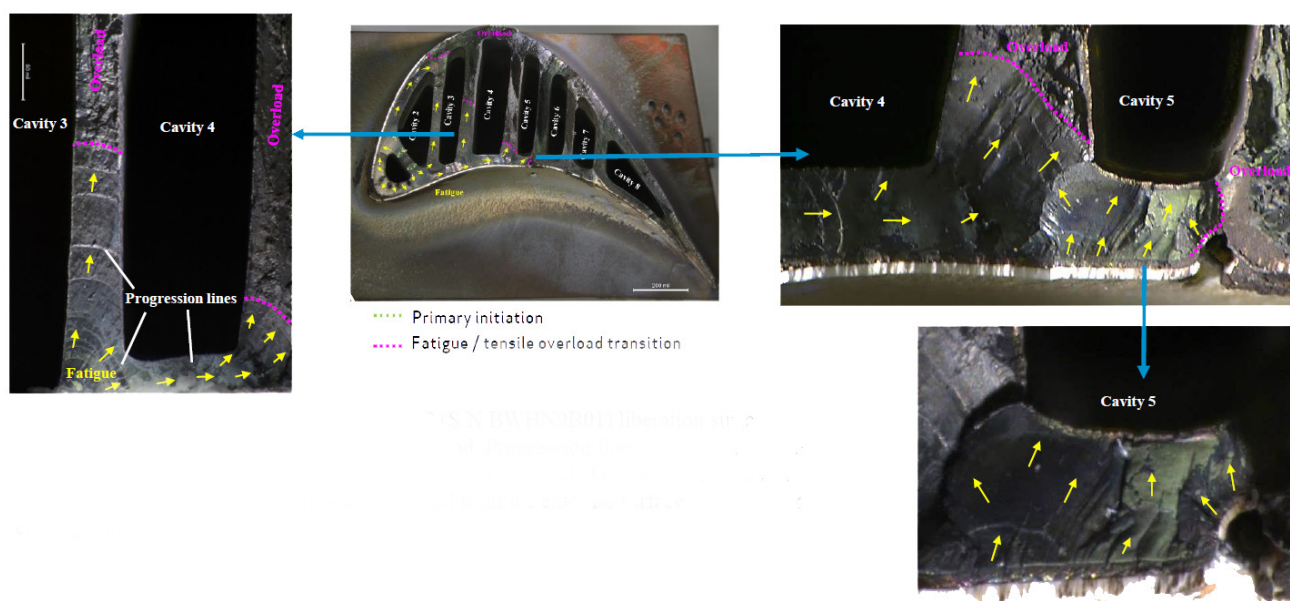 Overload
Overload
Cavity 3
Cavity 4
Progression lines
Fatigue
Overload
Cavity 2
Cavity 3
Cavity 4
Cavity 5
Cavity 6
Cavity 7
Cavity 8
Fatigue
Primary initiation
Fatigue / tensile overload transition
Overload
Cavity 4
Cavity 5
Overload
Cavity 5